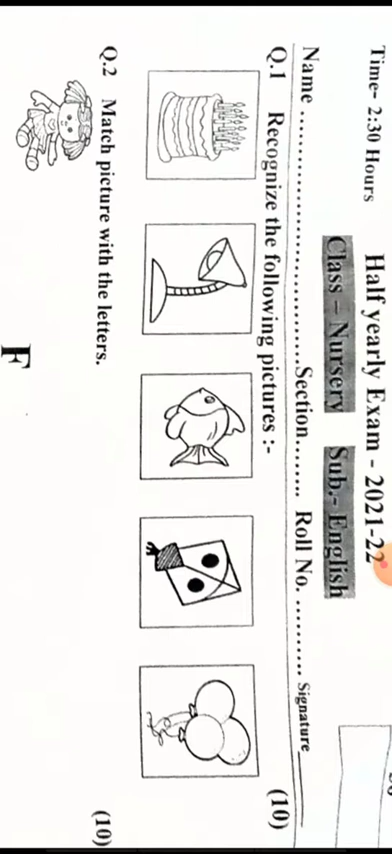 Half yearly Exam - 2021-22
Time- 2:30 Hours
Class – Nursery Sub.- English
Name ........................................Section........ Roll No. ........... Signature________
Q.1 Recognize the following pictures :- (10)
Q.2 Match picture with the letters. (10)
F